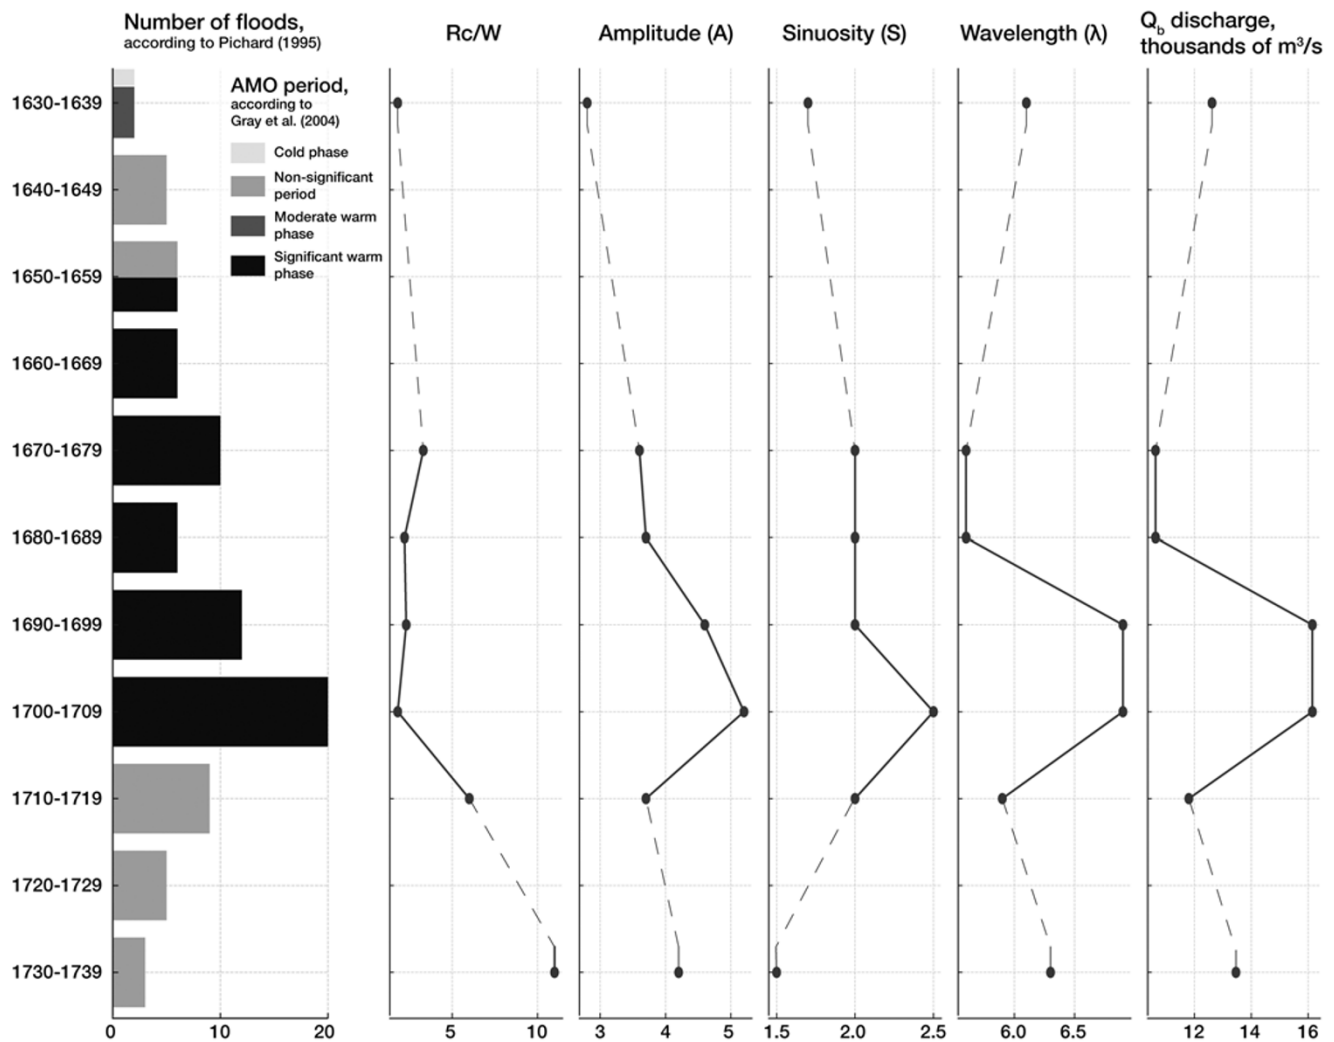 Number of floods,
according to Pichard (1995)
Rc/W
Amplitude (A)
Sinuosity (S)
Wavelength (λ)
Qb discharge,
thousands of m³/s
AMO period,
according to
Gray et al. (2004)
Cold phase
Non-significant
period
Moderate warm
phase
Significant warm
phase
1630-1639
1640-1649
1650-1659
1660-1669
1670-1679
1680-1689
1690-1699
1700-1709
1710-1719
1720-1729
1730-1739
0 10 20
5 10
3 4 5
1.5 2.0 2.5
6.0 6.5
12 14 16